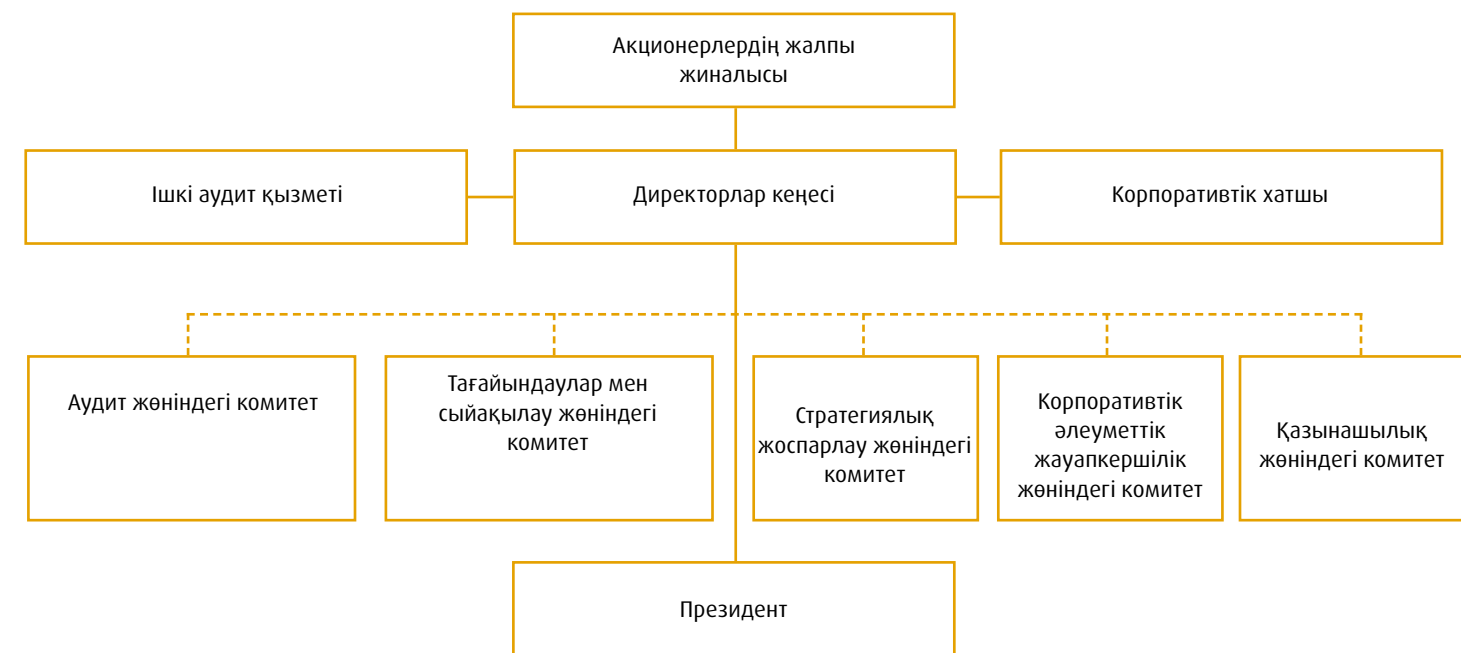 Акционерлердің жалпы
жиналысы
Ішкі аудит қызметі
Директорлар кеңесі
Корпоративтік хатшы
Аудит жөніндегі комитет
Тағайындаулар мен
сыйақылау жөніндегі
комитет
Стратегиялық
жоспарлау жөніндегі
комитет
Корпоративтік
әлеуметтік
жауапкершілік
жөніндегі комитет
Қазынашылық
жөніндегі комитет
Президент